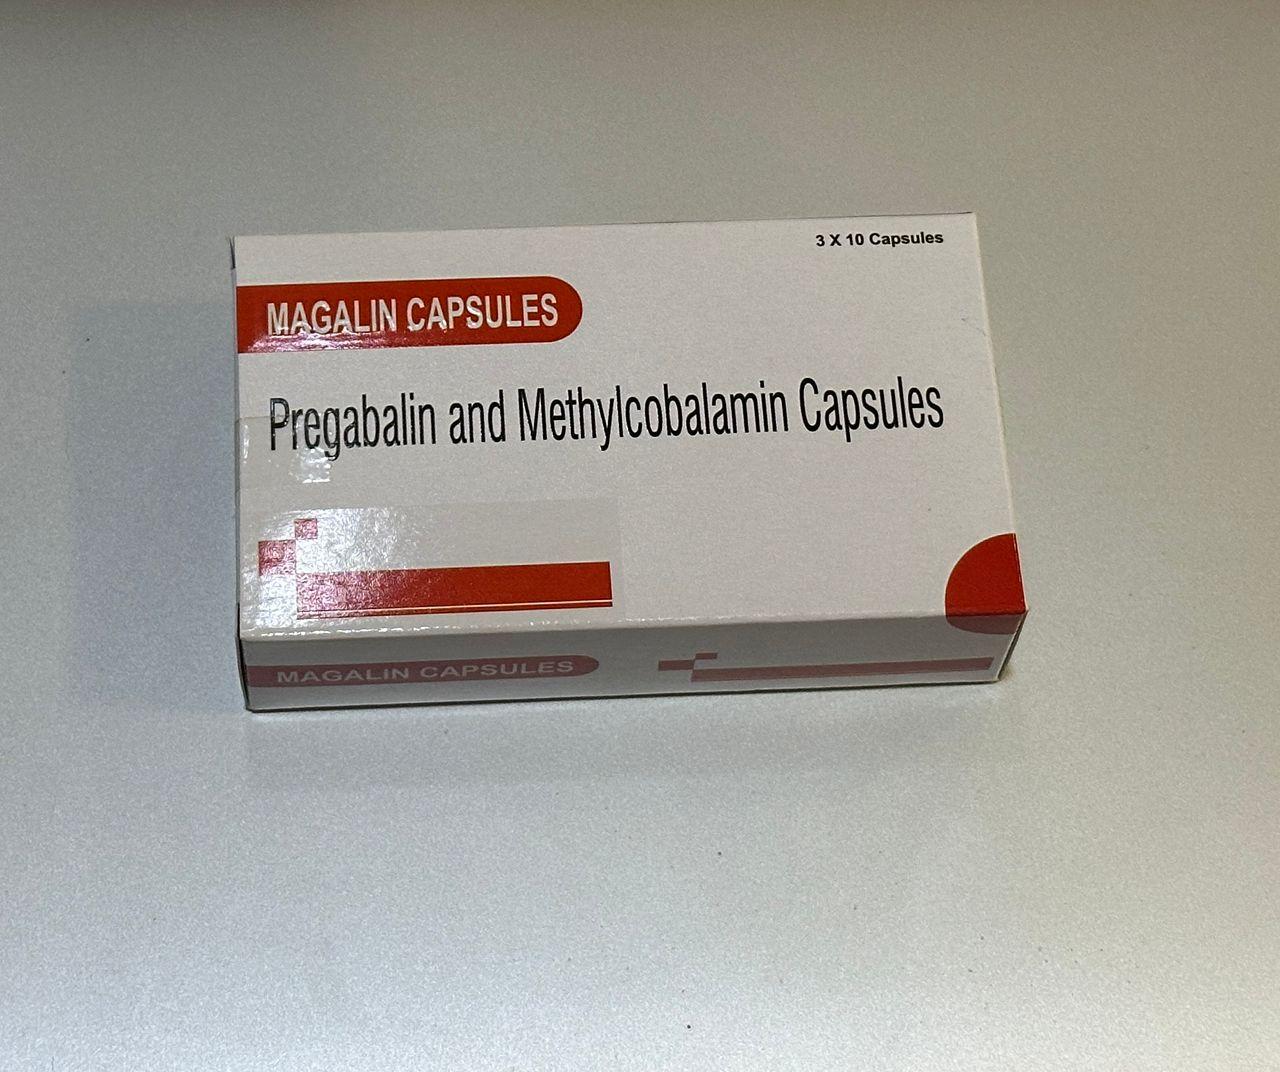 3 X 10 Capsules
MAGALIN CAPSULES
Pregabalin and Methylcobalamin Capsules
MAGALIN CAPSULES